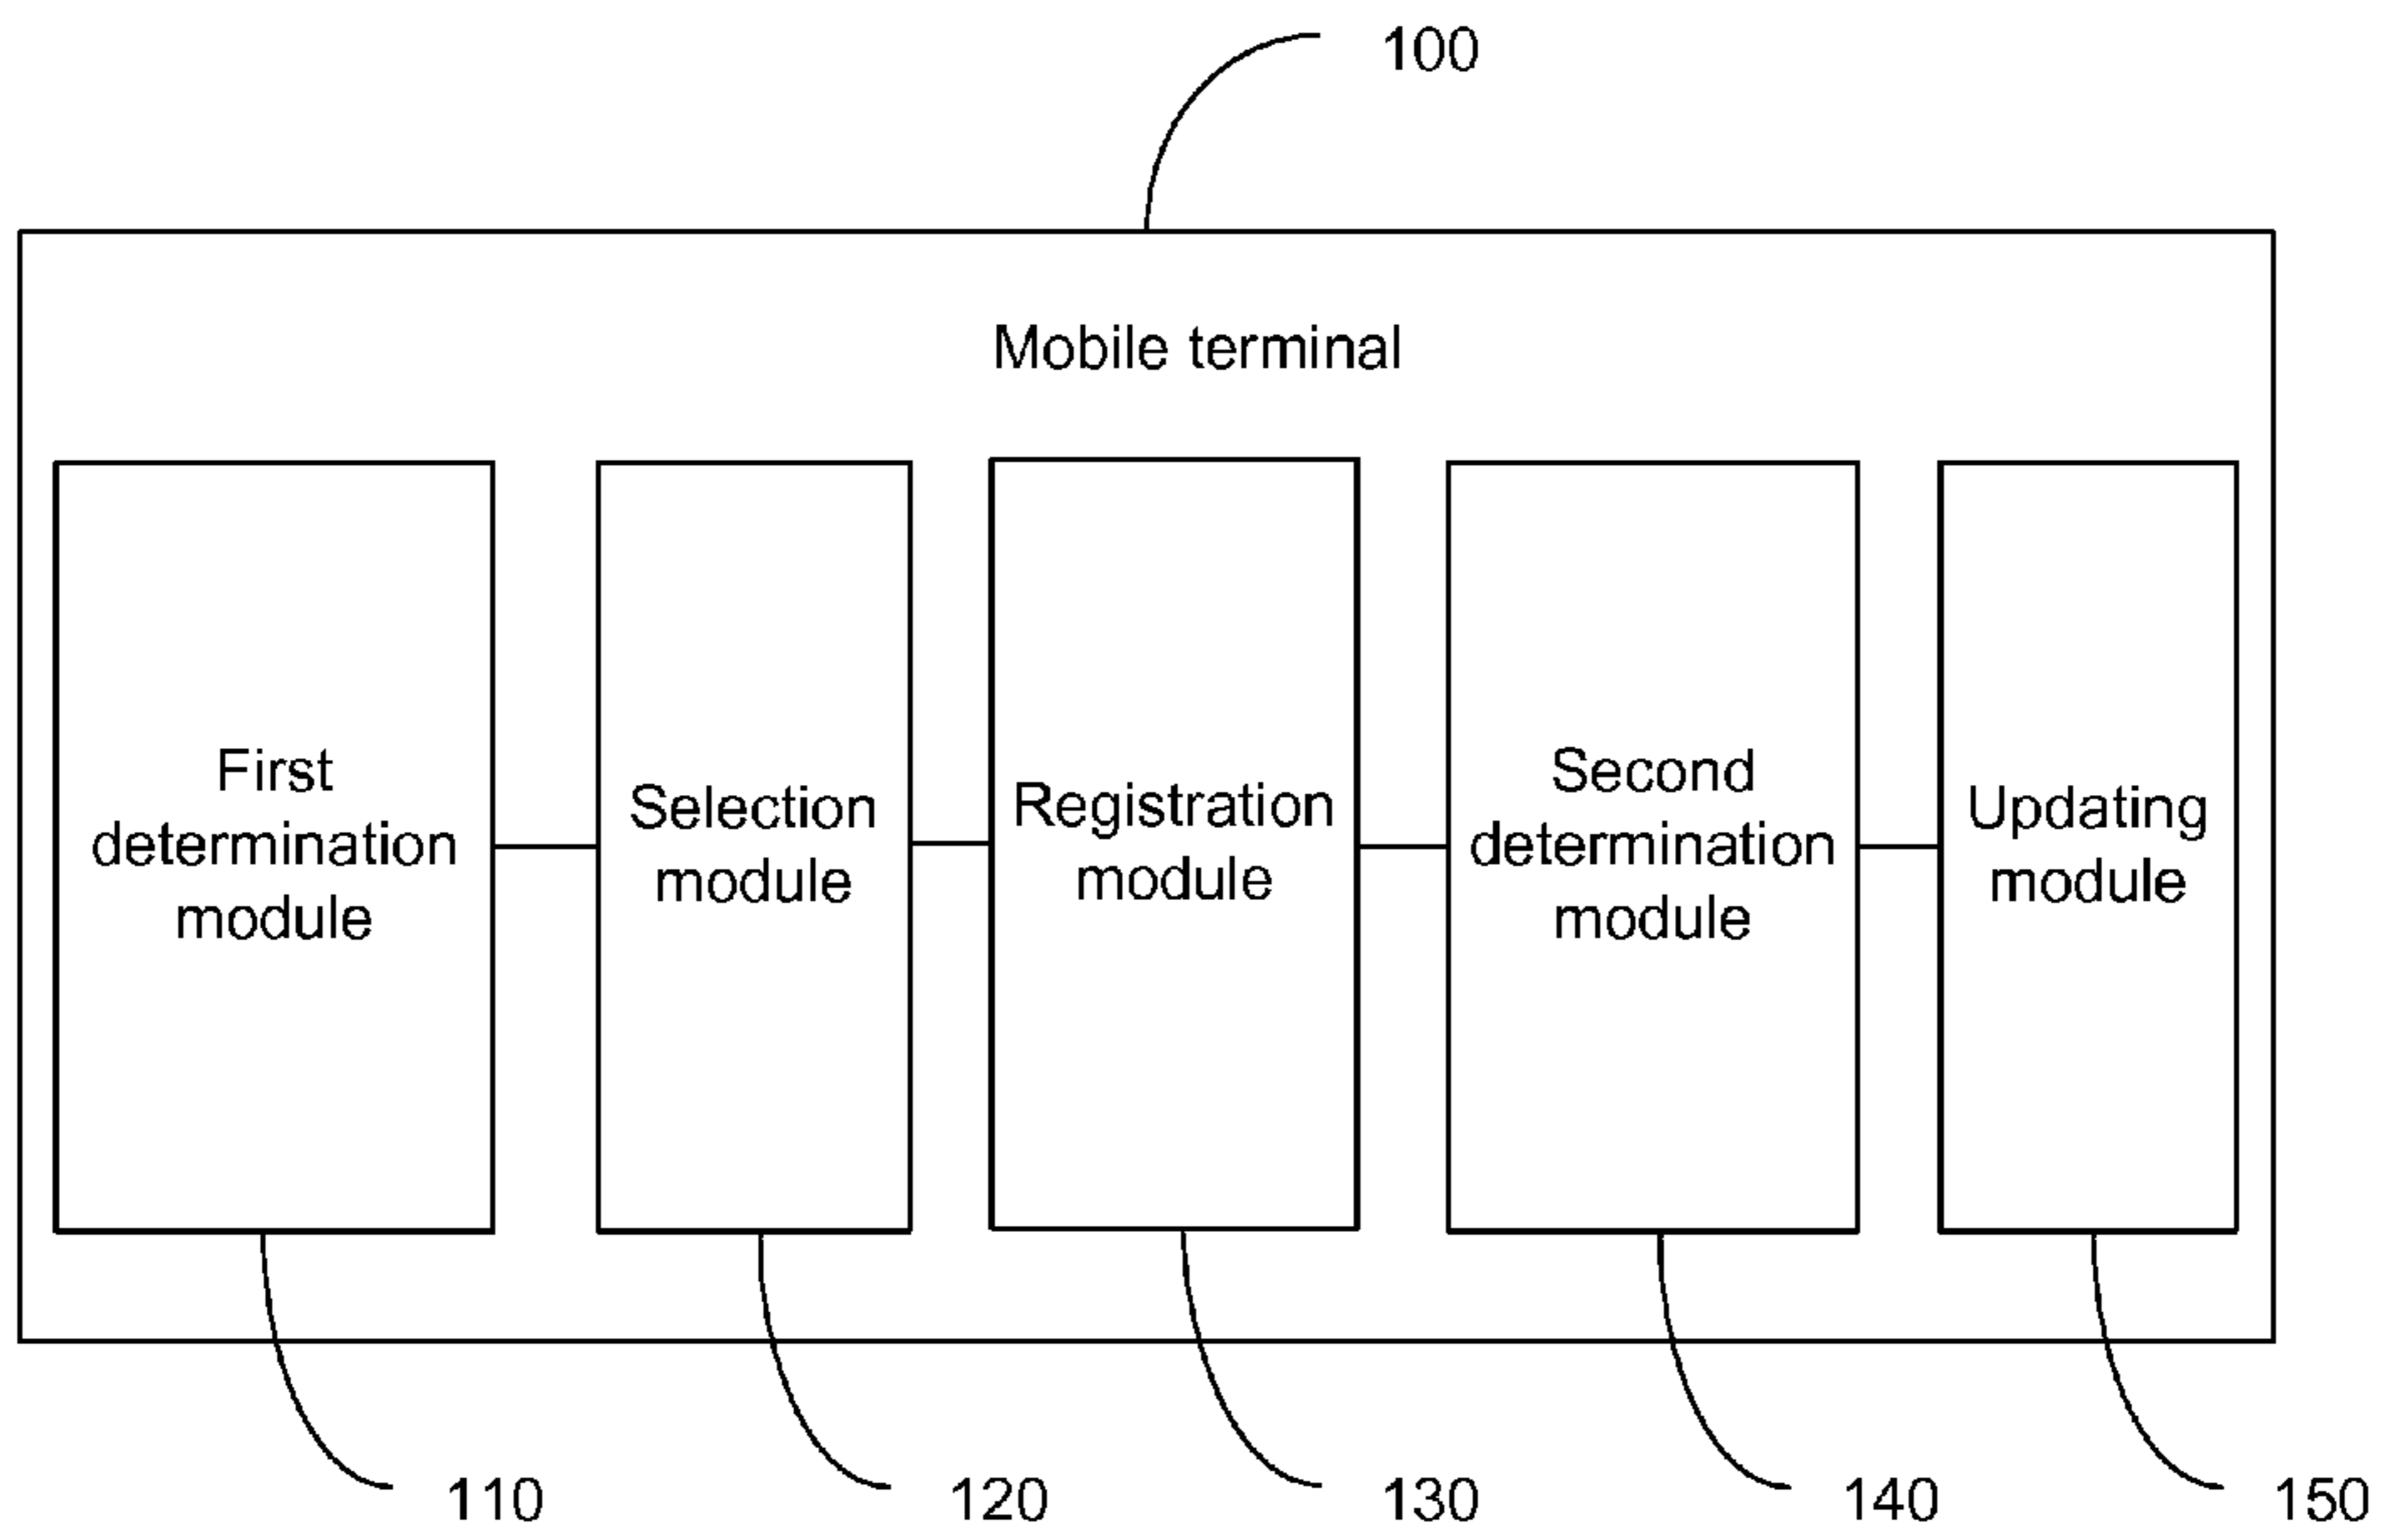 100
Mobile terminal
First
determination
module
Selection
module
Registration
module
Second
determination
module
Updating
module
110
120
130
140
150